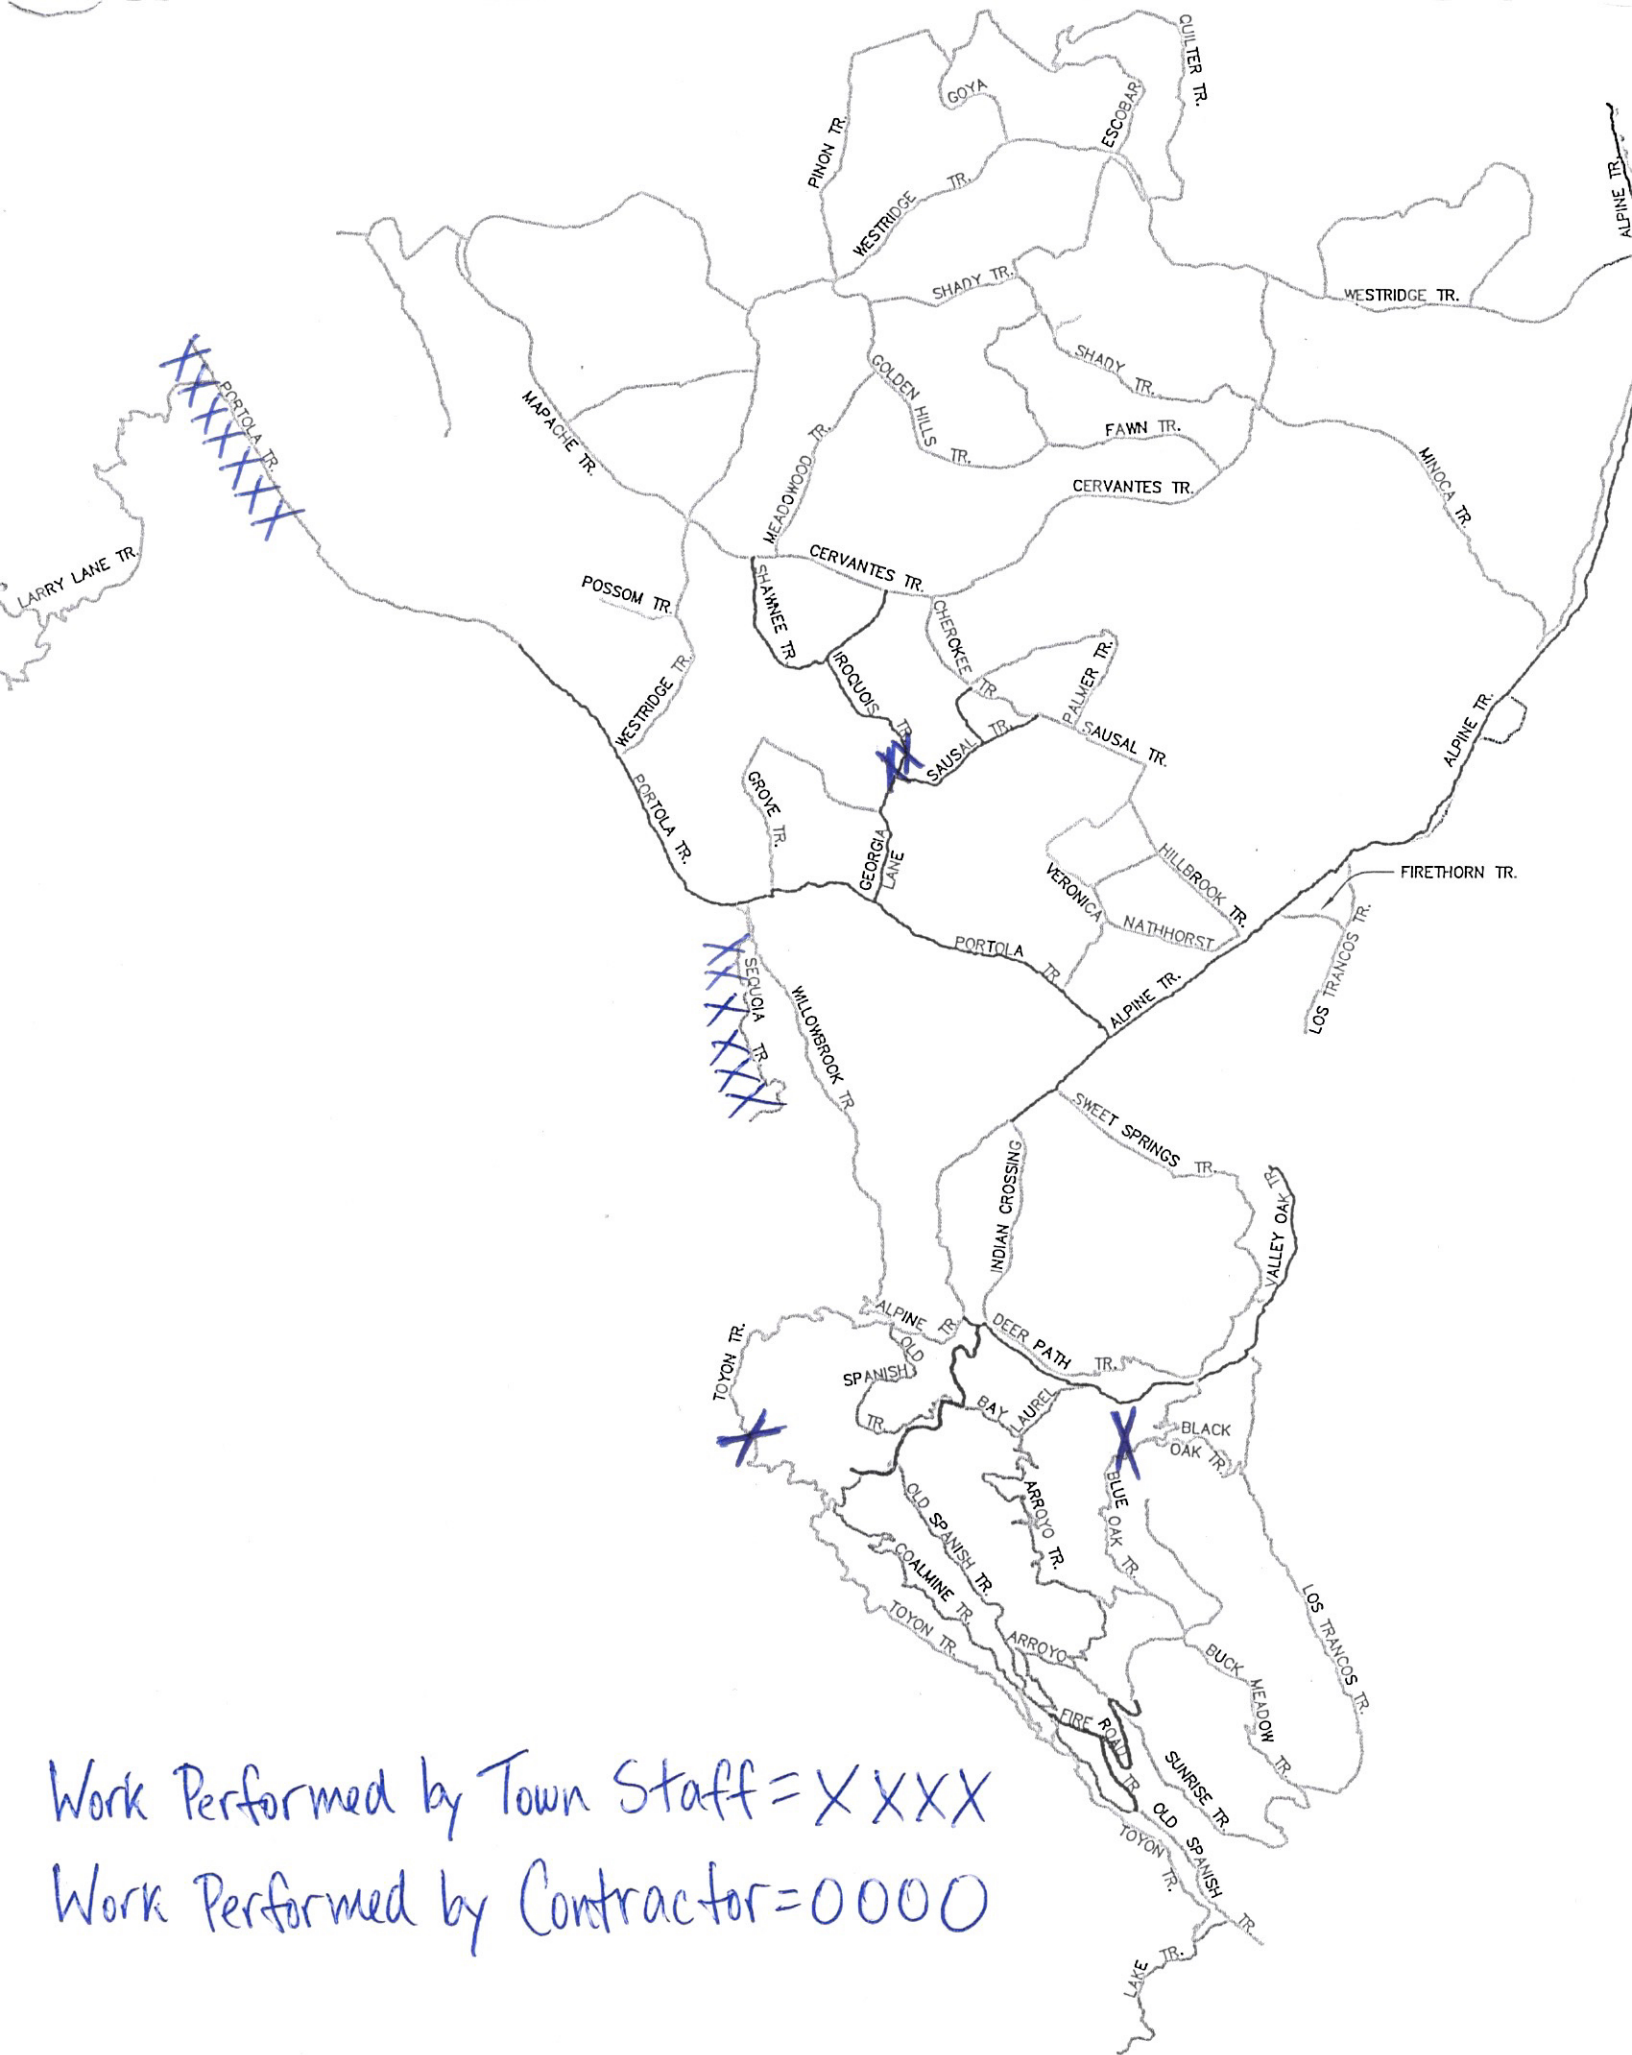 QUILTER TR.
GOYA
ESCOBAR
PINON TR.
ALPINE TR.
WESTRIDGE TR.
SHADY TR.
WESTRIDGE TR.
SHADY TR.
GOLDEN HILLS TR.
PORTOLA TR.
MAPACHE TR.
FAWN TR.
MEADOWOOD TR.
CERVANTES TR.
MINOCA TR.
LARRY LANE TR.
CERVANTES TR.
POSSOM TR.
SHAWNEE TR.
CHEROKEE TR.
IROQUOIS TR.
PALMER TR.
WESTRIDGE TR.
SAUSAL TR.
SAUSAL TR.
ALPINE TR.
XXXXXXX
XX
PORTOLA TR.
GROVE TR.
GEORGIA LANE
VERONICA
HILLBROOK TR.
FIRETHORN TR.
NATHHORST
LOS TRANCOS TR.
PORTOLA TR.
ALPINE TR.
SEQUOIA TR.
XXXXXX
WILLOWBROCK TR.
SWEET SPRINGS TR.
INDIAN CROSSING
VALLEY OAK TR.
ALPINE TR.
DEER PATH TR.
TOYON TR.
OLD SPANISH TR.
BAY LAUREL
BLACK OAK TR.
X
X
BLUE OAK TR.
OLD SPANISH TR.
ARROYO TR.
COALMINE TR.
TOYON TR.
ARROYO
BUCK MEADOW TR.
LOS TRANCOS TR.
FIRE ROAD TR.
SUNRISE TR.
OLD SPANISH TR.
TOYON TR.
LAKE TR.
Work Performed by Town Staff = XXXX
Work Performed by Contractor = OOOO